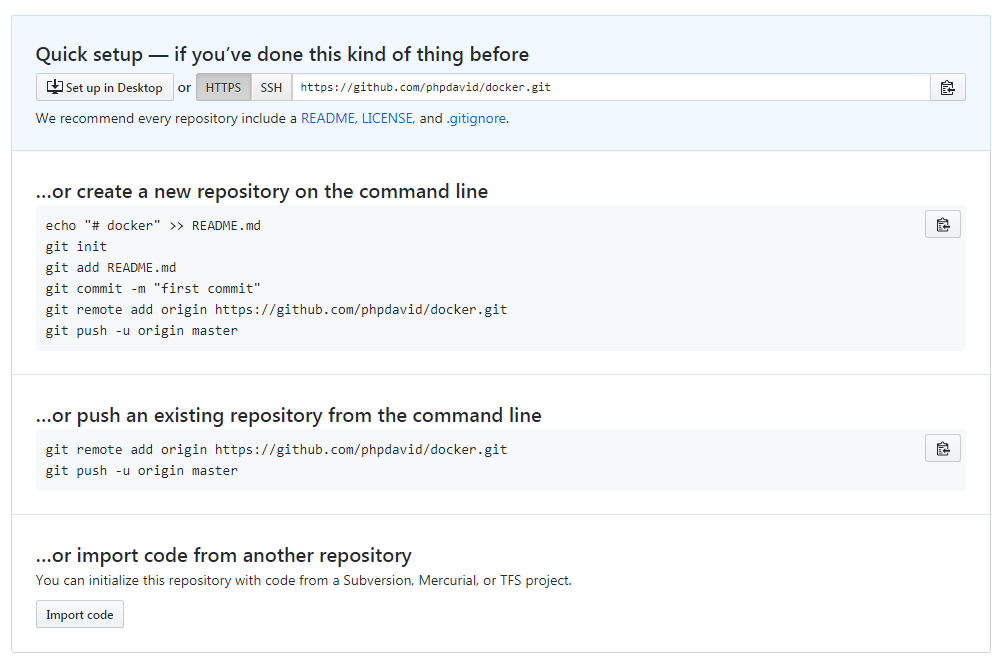 Quick setup — if you’ve done this kind of thing before
Set up in Desktop or HTTPS SSH https://github.com/phpdavid/docker.git
We recommend every repository include a README, LICENSE, and .gitignore.
…or create a new repository on the command line
echo "# docker" >> README.md
git init
git add README.md
git commit -m "first commit"
git remote add origin https://github.com/phpdavid/docker.git
git push -u origin master
…or push an existing repository from the command line
git remote add origin https://github.com/phpdavid/docker.git
git push -u origin master
…or import code from another repository
You can initialize this repository with code from a Subversion, Mercurial, or TFS project.
Import code